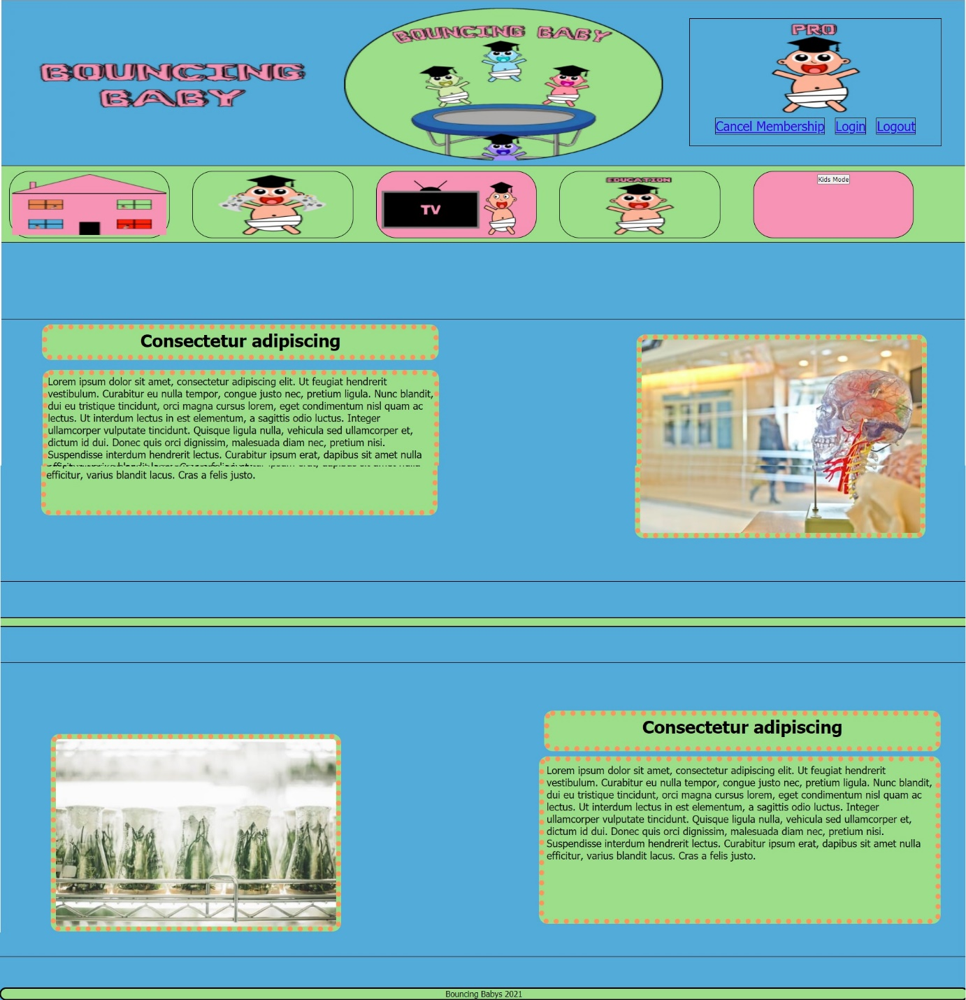 BOUNCING
BABY
BOUNCING BABY
PRO
Cancel Membership Login Logout
TV
EDUCATION
Kids Mode
Consectetur adipiscing
Lorem ipsum dolor sit amet, consectetur adipiscing elit. Ut feugiat hendrerit
vestibulum. Curabitur eu nulla tempor, congue justo nec, pretium ligula. Nunc blandit,
dui eu tristique tincidunt, orci magna cursus lorem, eget condimentum nisl quam ac
lectus. Ut interdum lectus in est elementum, a sagittis odio luctus. Integer
ullamcorper vulputate tincidunt. Quisque ligula nulla, vehicula sed ullamcorper et,
dictum id dui. Donec quis orci dignissim, malesuada diam nec, pretium nisi.
Suspendisse interdum hendrerit lectus. Curabitur ipsum erat, dapibus sit amet nulla
efficitur, varius blandit lacus. Cras a felis justo.
Consectetur adipiscing
Lorem ipsum dolor sit amet, consectetur adipiscing elit. Ut feugiat hendrerit
vestibulum. Curabitur eu nulla tempor, congue justo nec, pretium ligula. Nunc blandit,
dui eu tristique tincidunt, orci magna cursus lorem, eget condimentum nisl quam ac
lectus. Ut interdum lectus in est elementum, a sagittis odio luctus. Integer
ullamcorper vulputate tincidunt. Quisque ligula nulla, vehicula sed ullamcorper et,
dictum id dui. Donec quis orci dignissim, malesuada diam nec, pretium nisi.
Suspendisse interdum hendrerit lectus. Curabitur ipsum erat, dapibus sit amet nulla
efficitur, varius blandit lacus. Cras a felis justo.
Bouncing Babys 2021